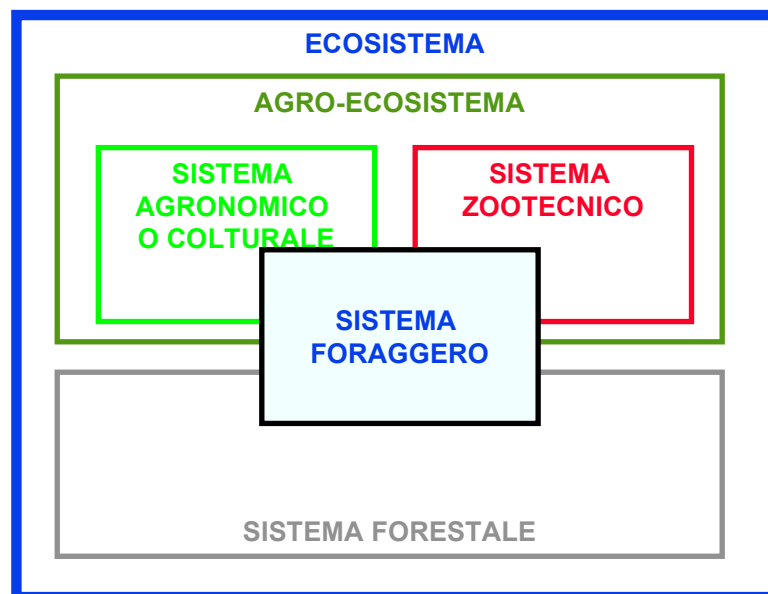 ECOSISTEMA
AGRO-ECOSISTEMA
SISTEMA
AGRONOMICO
O COLTURALE
SISTEMA
ZOOTECNICO
SISTEMA
FORAGGERO
SISTEMA FORESTALE